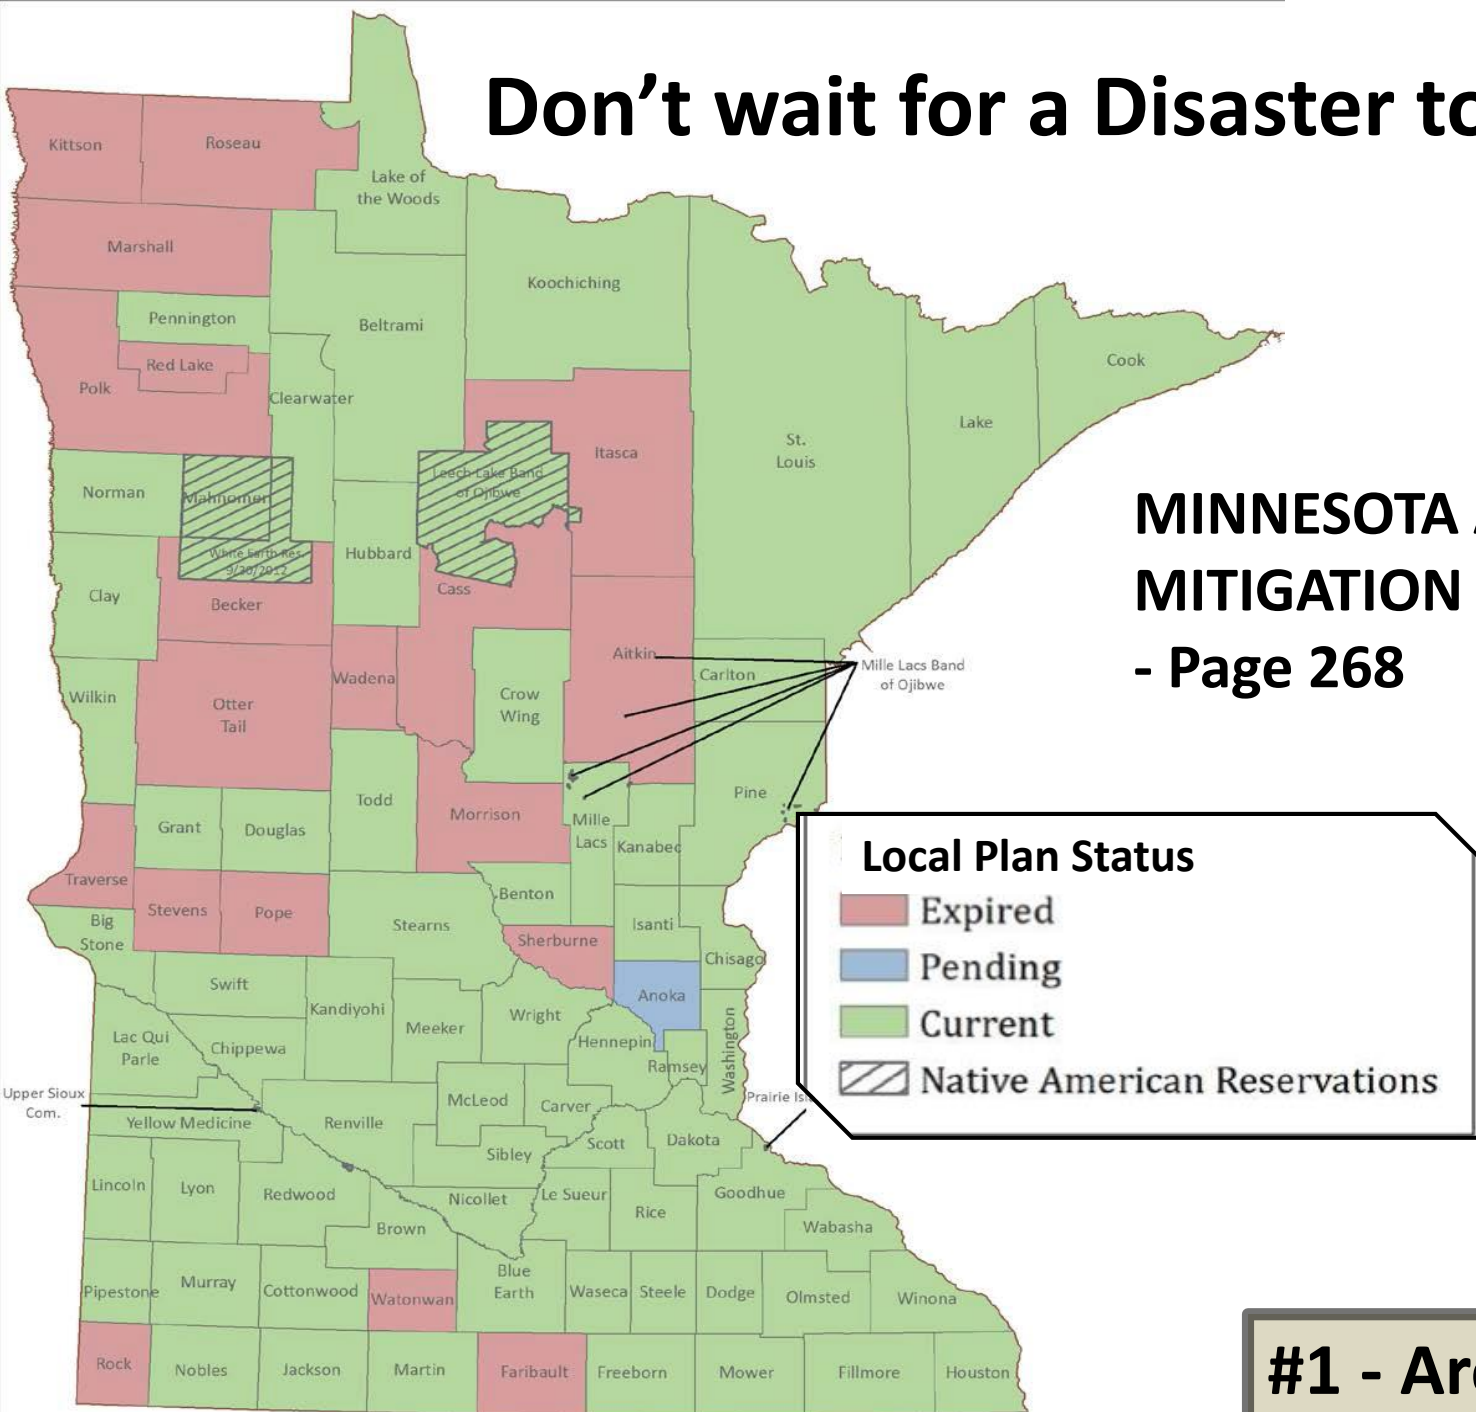 Don't wait for a Disaster to
Kittson
Roseau
Lake of
the Woods
Marshall
Koochiching
Pennington
Beltrami
Red Lake
Polk
Clearwater
Cook
Lake
St.
Louis
Itasca
Leech Lake Band
of Ojibwe
Norman
Mahnomen
MINNESOTA
MITIGATION
- Page 268
White Earth Res.
9/30/2012
Hubbard
Clay
Becker
Cass
Aitkin
Mille Lacs Band
of Ojibwe
Carlton
Wadena
Wilkin
Otter
Tail
Crow
Wing
Pine
Todd
Morrison
Grant
Douglas
Mille
Lacs
Kanabec
Local Plan Status
Expired
Pending
Current
Native American Reservations
Traverse
Stevens
Pope
Benton
Big
Stone
Stearns
Isanti
Sherburne
Chisago
Swift
Anoka
Kandiyohi
Wright
Meeker
Hennepin
Lac Qui
Parle
Chippewa
Ramsey
Washington
Upper Sioux
Com.
McLeod
Carver
Prairie Is
Yellow Medicine
Renville
Scott
Dakota
Sibley
Lincoln
Lyon
Redwood
Nicollet
Le Sueur
Goodhue
Rice
Brown
Wabasha
Blue
Earth
Pipestone
Murray
Cottonwood
Watonwan
Waseca
Steele
Dodge
Olmsted
Winona
Rock
Nobles
Jackson
Martin
Faribault
Freeborn
Mower
Fillmore
Houston
#1 - Are